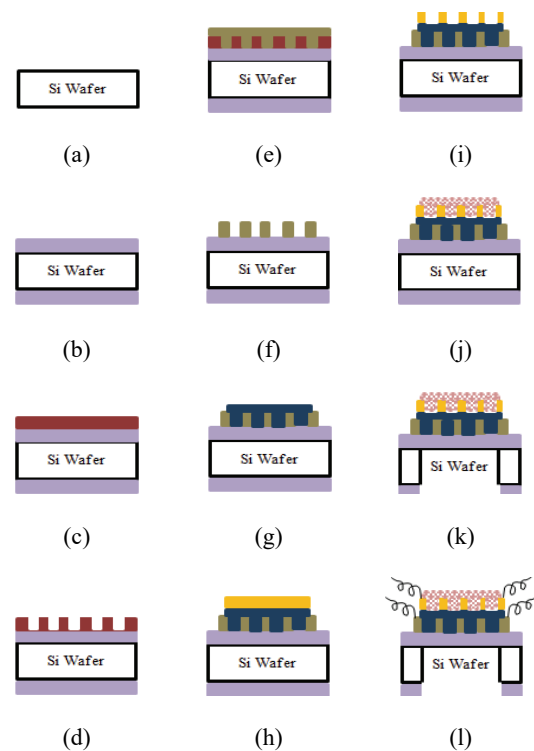 Si Wafer
(a)
Si Wafer
(b)
Si Wafer
(c)
Si Wafer
(d)
Si Wafer
(e)
Si Wafer
(f)
Si Wafer
(g)
Si Wafer
(h)
Si Wafer
(i)
Si Wafer
(j)
Si Wafer
(k)
Si Wafer
(l)